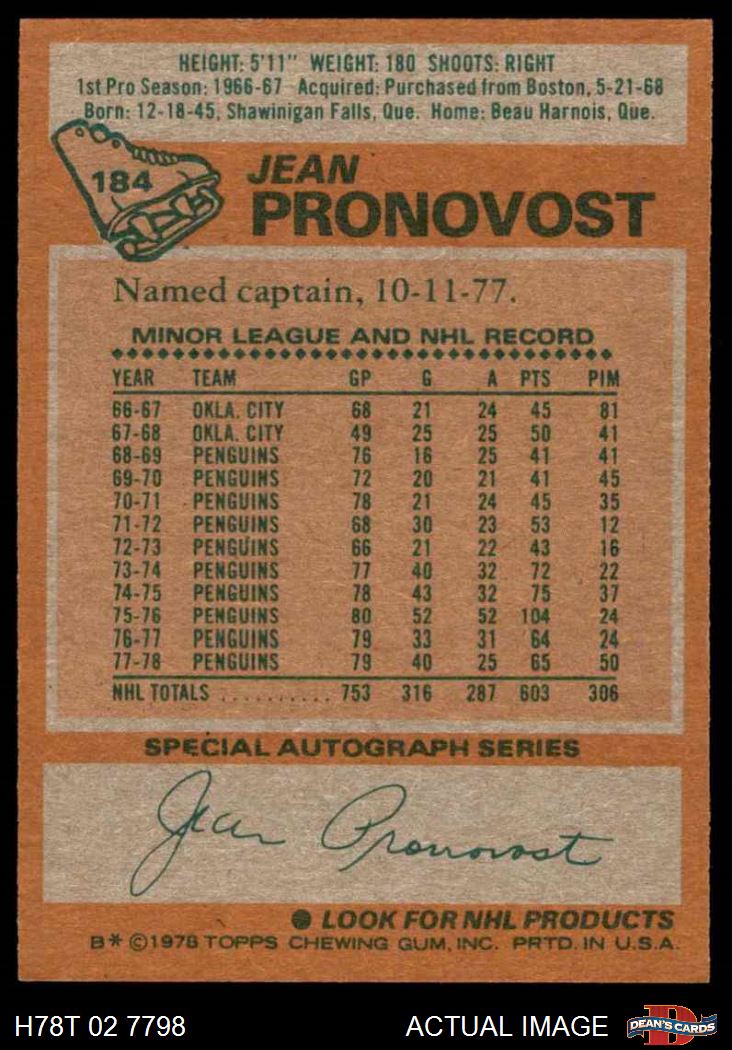 HEIGHT: 5'11" WEIGHT: 180 SHOOTS: RIGHT
1st Pro Season: 1966-67 Acquired: Purchased from Boston, 5-21-68
Born: 12-18-45, Shawinigan Falls, Que. Home: Beau Harnois, Que.
184
JEAN
PRONOVOST
Named captain, 10-11-77.
MINOR LEAGUE AND NHL RECORD
YEAR TEAM GP G A PTS PIM
66-67 OKLA. CITY 68 21 24 45 81
67-68 OKLA. CITY 49 25 25 50 41
68-69 PENGUINS 76 16 25 41 41
69-70 PENGUINS 72 20 21 41 45
70-71 PENGUINS 78 21 24 45 35
71-72 PENGUINS 68 30 23 53 12
72-73 PENGUINS 66 21 22 43 16
73-74 PENGUINS 77 40 32 72 22
74-75 PENGUINS 78 43 32 75 37
75-76 PENGUINS 80 52 52 104 24
76-77 PENGUINS 79 33 31 64 24
77-78 PENGUINS 79 40 25 65 50
NHL TOTALS .......... 753 316 287 603 306
SPECIAL AUTOGRAPH SERIES
Jean Pronovost
● LOOK FOR NHL PRODUCTS
B* ©1978 TOPPS CHEWING GUM, INC. PRTD. IN U.S.A.
H78T 02 7798 ACTUAL IMAGE DEAN'S CARDS